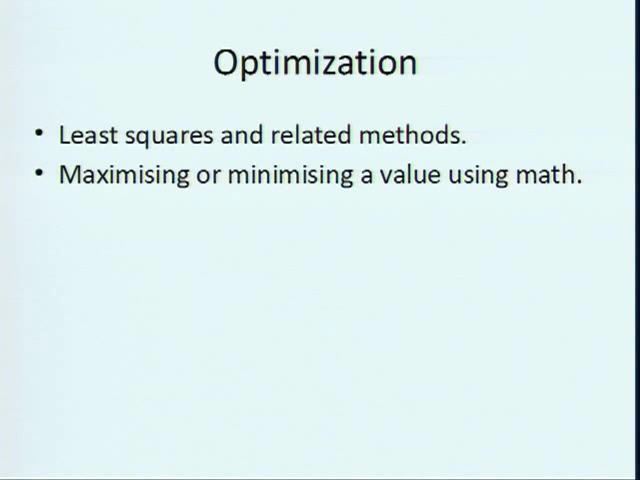 Optimization
• Least squares and related methods.
• Maximising or minimising a value using math.